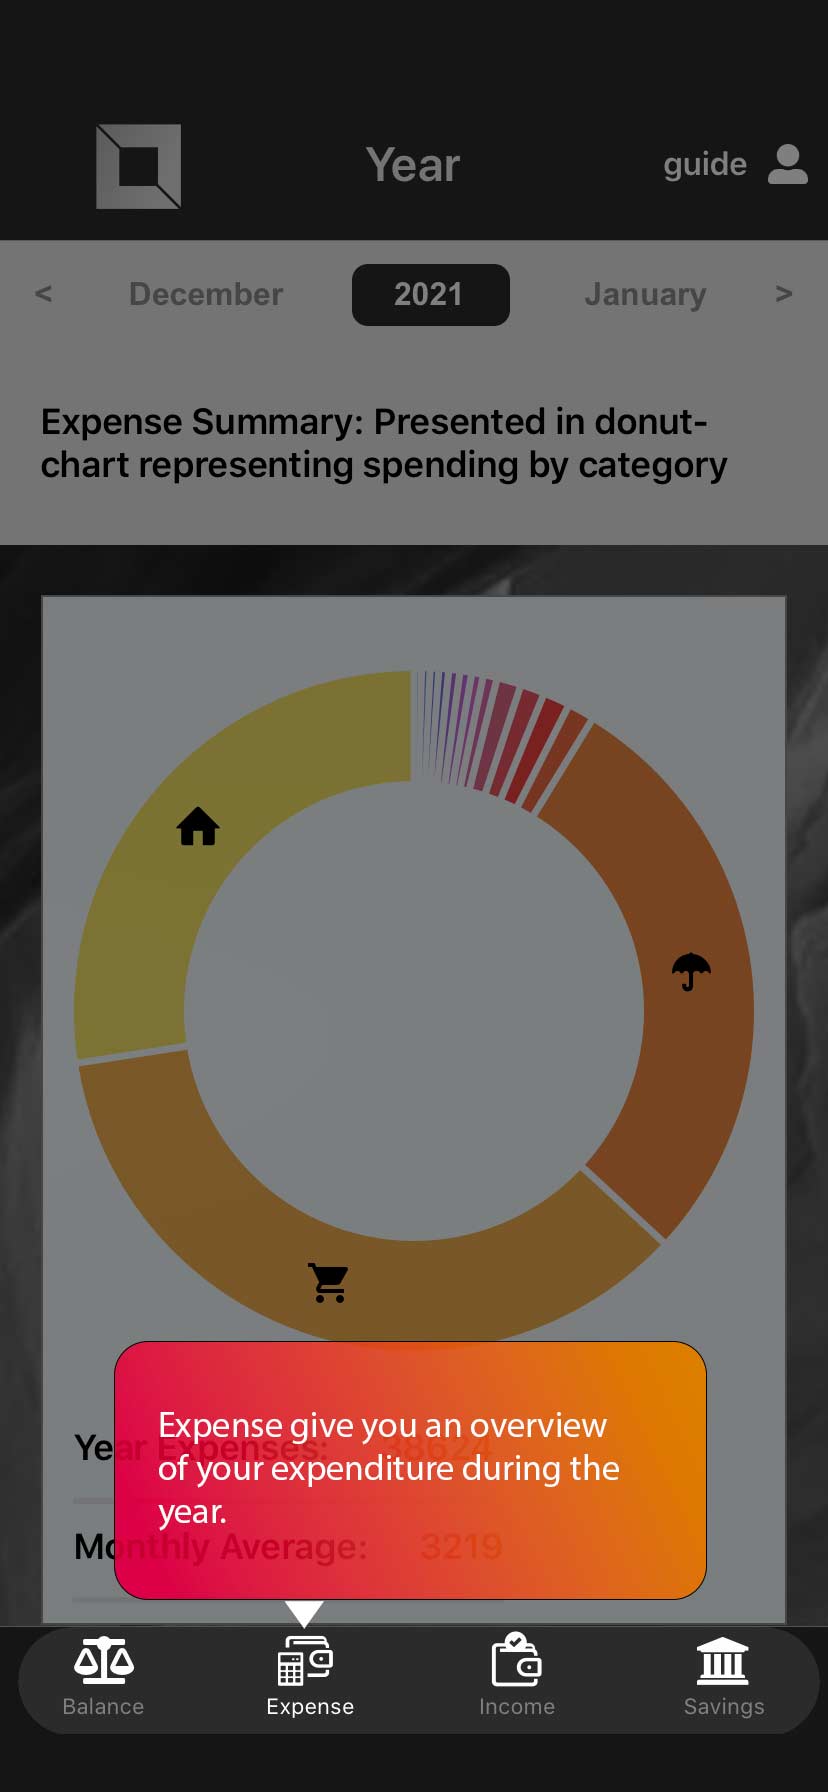 Year
guide
< December 2021 January >
Expense Summary: Presented in donut-
chart representing spending by category
Year Expenses: 38624
Expense give you an overview
of your expenditure during the
year.
Monthly Average: 3219
Balance Expense Income Savings